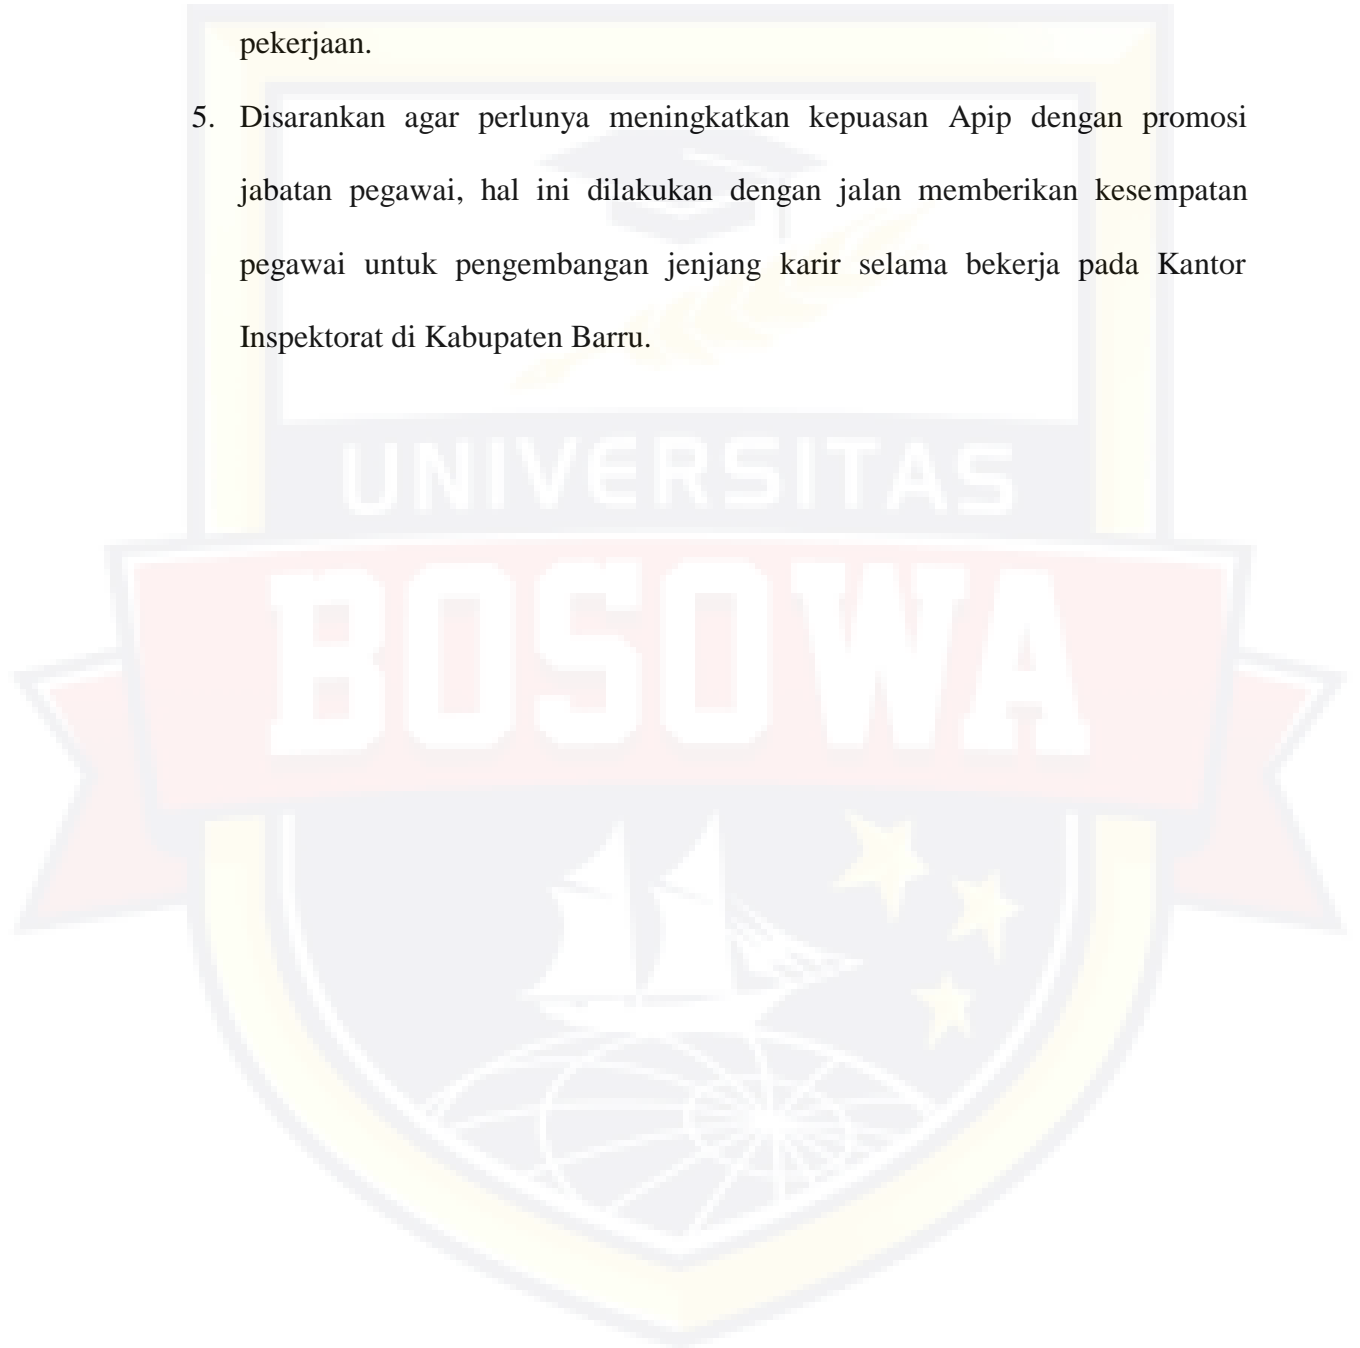 pekerjaan.
5. Disarankan agar perlunya meningkatkan kepuasan Apip dengan promosi
jabatan pegawai, hal ini dilakukan dengan jalan memberikan kesempatan
pegawai untuk pengembangan jenjang karir selama bekerja pada Kantor
Inspektorat di Kabupaten Barru.
UNIVERSITAS
BOSOWA